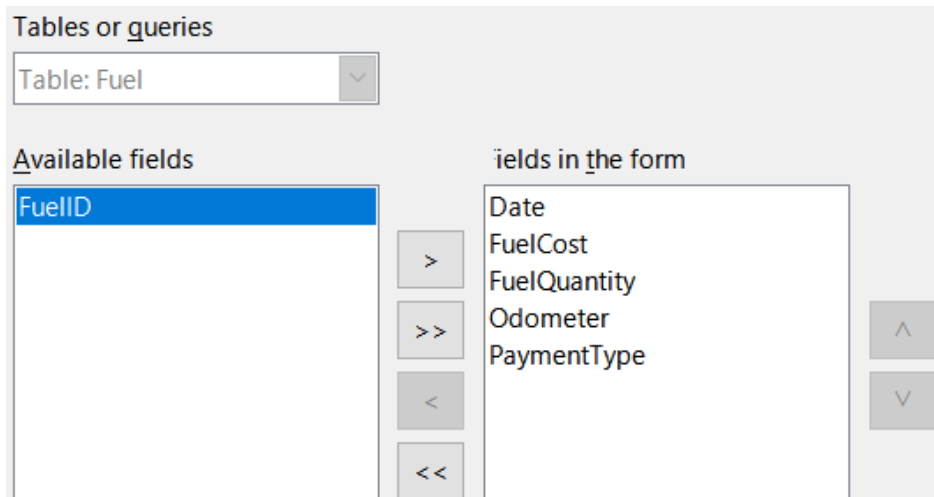 Tables or queries
Table: Fuel
Available fields
ields in the form
FuelID
Date
FuelCost
FuelQuantity
Odometer
PaymentType
>
>>
<
<<